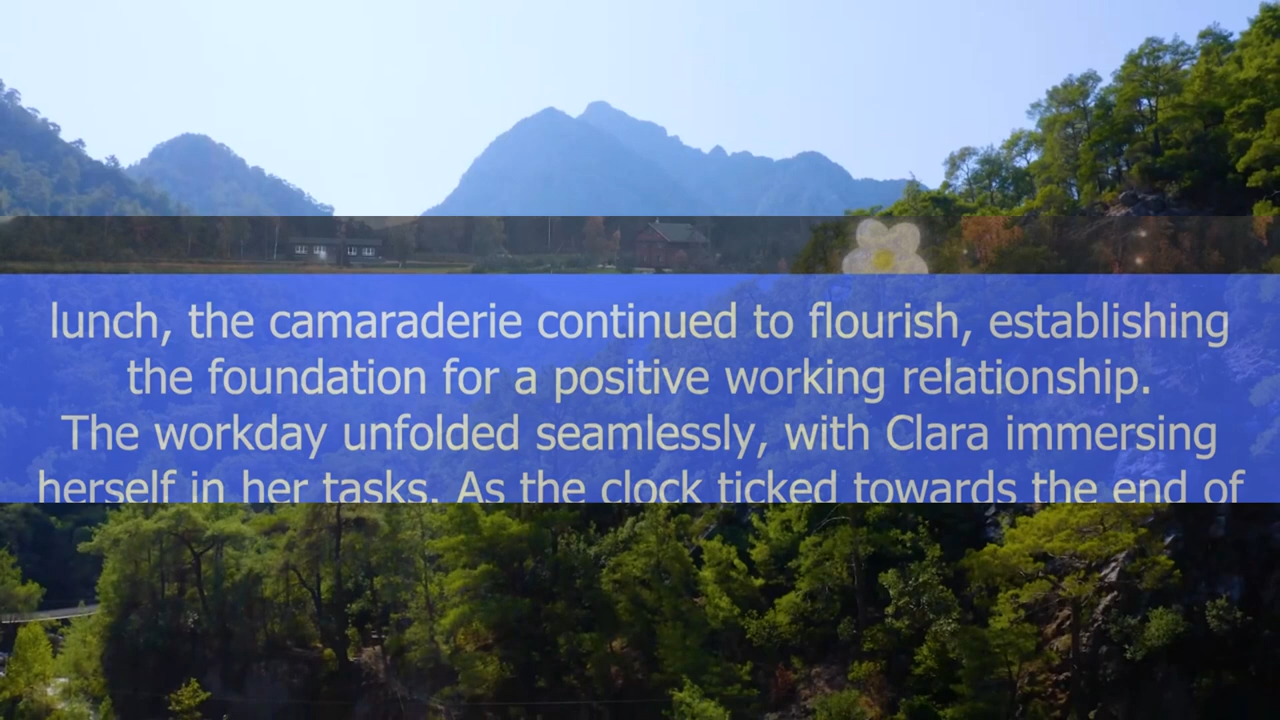 lunch, the camaraderie continued to flourish, establishing
the foundation for a positive working relationship.
The workday unfolded seamlessly, with Clara immersing
herself in her tasks. As the clock ticked towards the end of